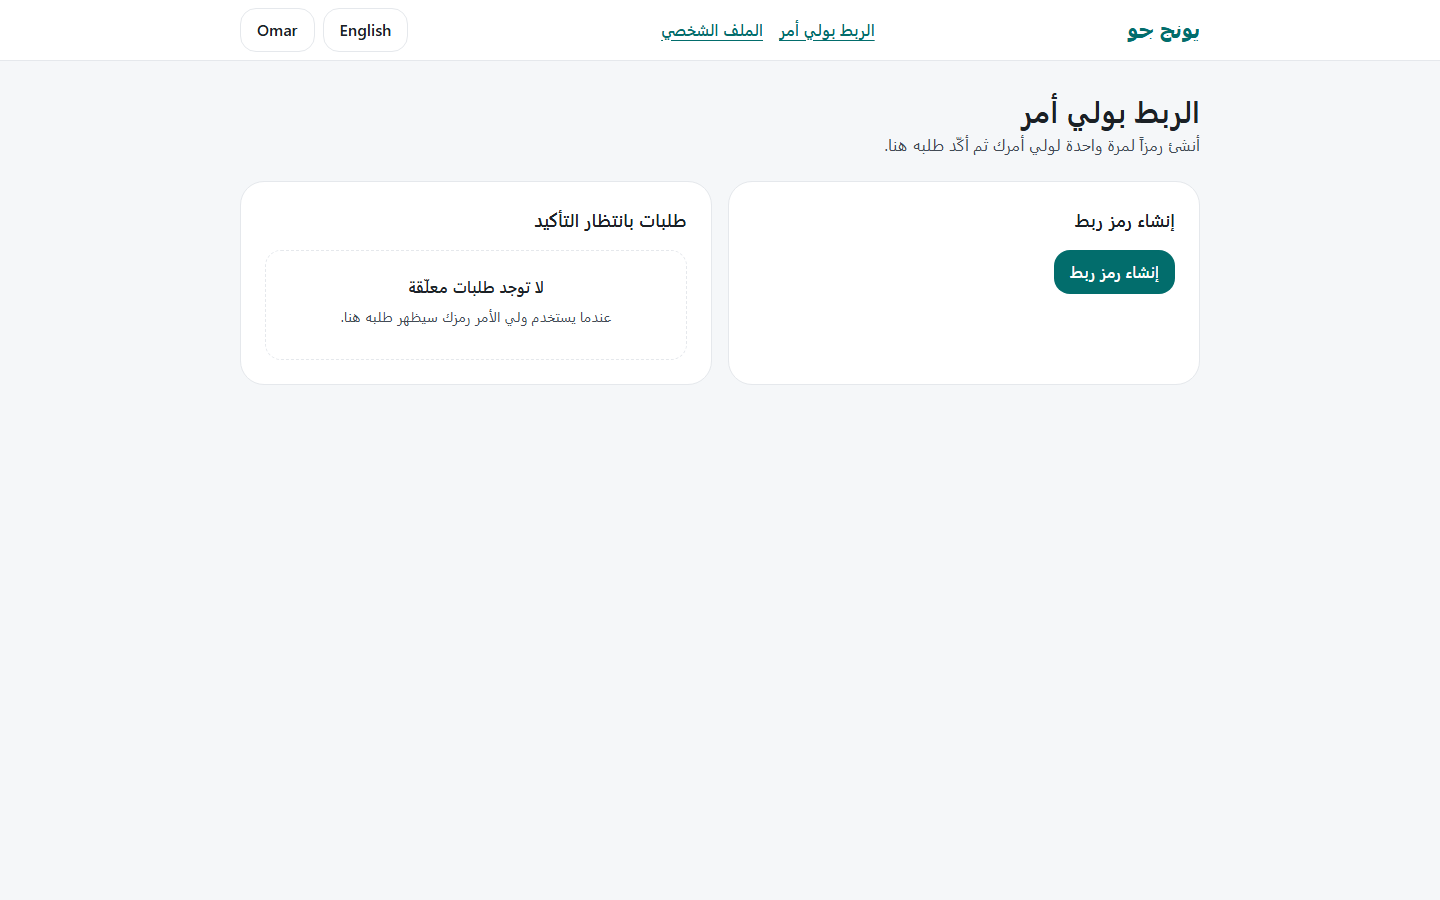 يونج جو
الربط بولي أمر
الملف الشخصي
English
Omar
الربط بولي أمر
أنشئ رمزاً لمرة واحدة لولي أمرك ثم أكّد طلبه هنا.
إنشاء رمز ربط
إنشاء رمز ربط
طلبات بانتظار التأكيد
لا توجد طلبات معلّقة
عندما يستخدم ولي الأمر رمزك سيظهر طلبه هنا.